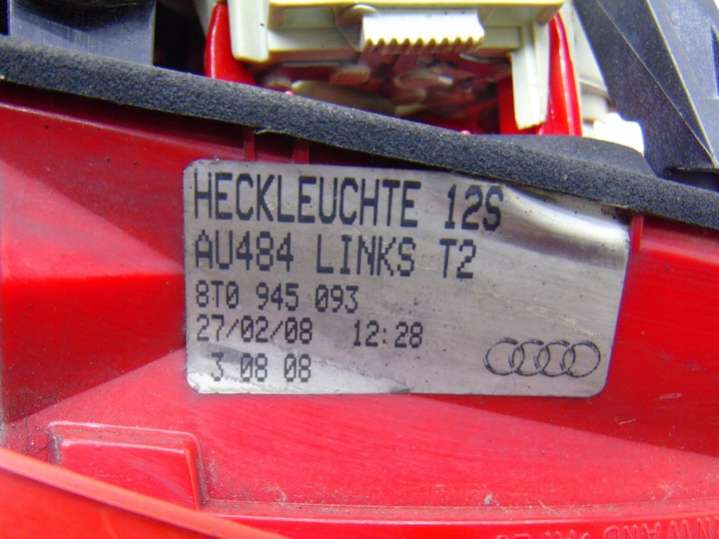 HECKLEUCHTE 12S
AU484 LINKS T2
8T0 945 093
27/02/08 12:28
3 08 08